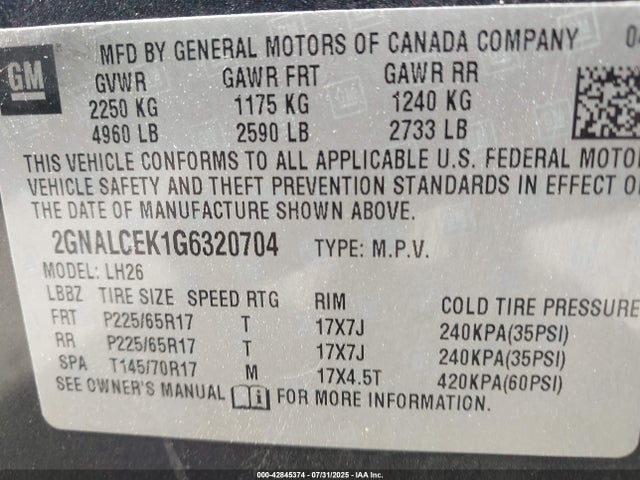 GM
MFD BY GENERAL MOTORS OF CANADA COMPANY 04
GVWR GAWR FRT GAWR RR
2250 KG 1175 KG 1240 KG
4960 LB 2590 LB 2733 LB
THIS VEHICLE CONFORMS TO ALL APPLICABLE U.S. FEDERAL MOTO
VEHICLE SAFETY AND THEFT PREVENTION STANDARDS IN EFFECT O
THE DATE OF MANUFACTURE SHOWN ABOVE.
2GNALCEK1G6320704 TYPE: M.P.V.
MODEL: LH26
LBBZ TIRE SIZE SPEED RTG RIM COLD TIRE PRESSURE
FRT P225/65R17 T 17X7J 240KPA(35PSI)
RR P225/65R17 T 17X7J 240KPA(35PSI)
SPA T145/70R17 M 17X4.5T 420KPA(60PSI)
SEE OWNER'S MANUAL FOR MORE INFORMATION.
000-42845374 - 07/31/2025 - IAA Inc.